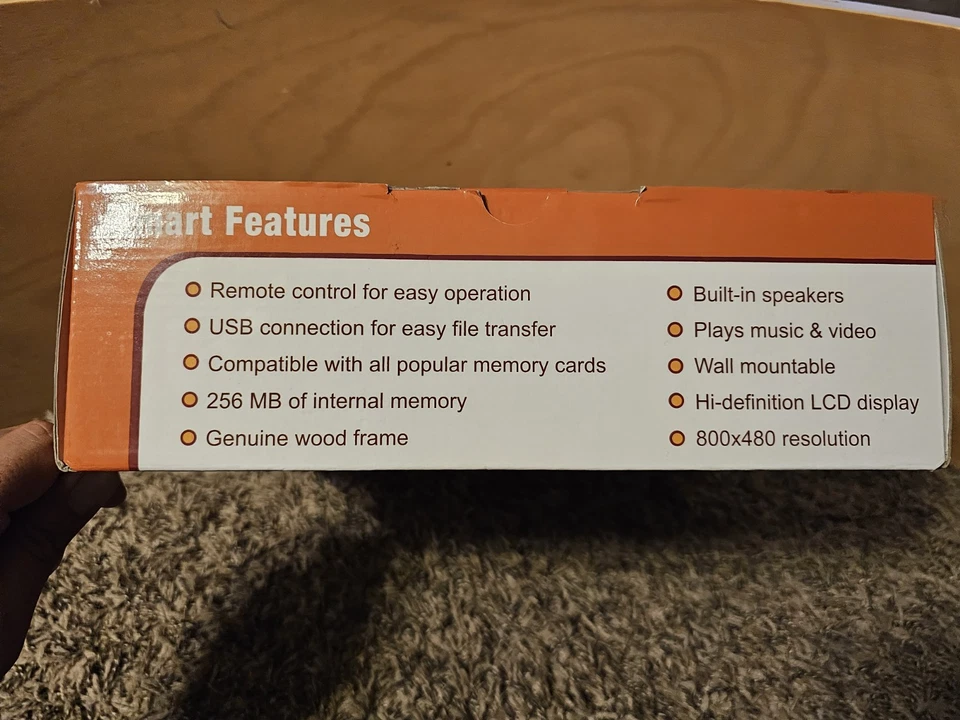 Smart Features
Remote control for easy operation
USB connection for easy file transfer
Compatible with all popular memory cards
256 MB of internal memory
Genuine wood frame
Built-in speakers
Plays music & video
Wall mountable
Hi-definition LCD display
800x480 resolution